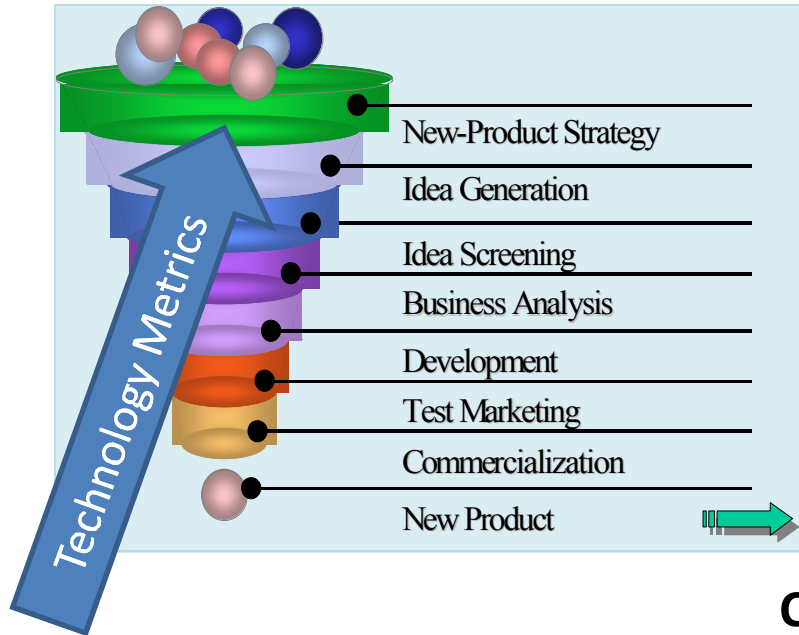 New-Product Strategy
Idea Generation
Idea Screening
Business Analysis
Development
Test Marketing
Commercialization
New Product
Technology Metrics